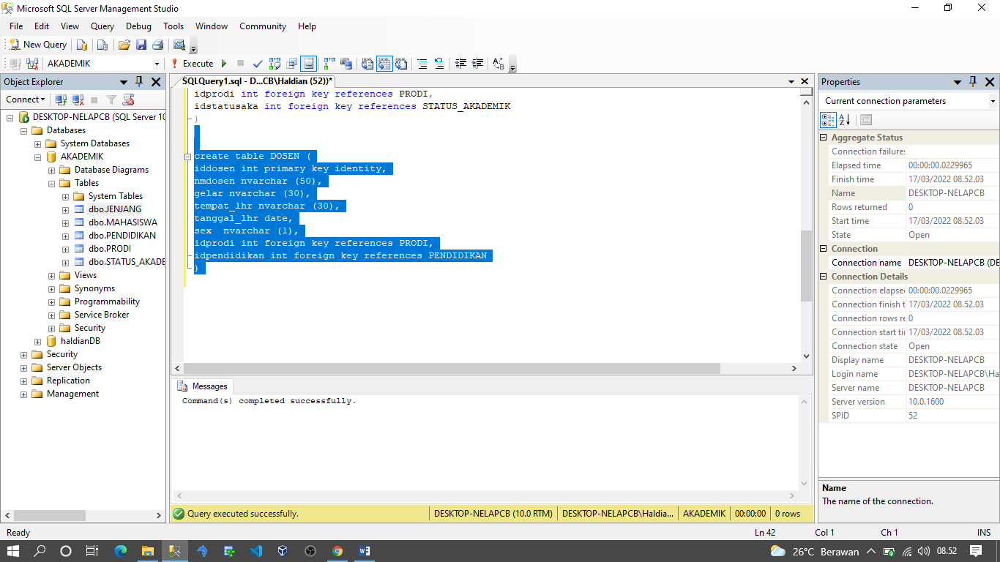 Microsoft SQL Server Management Studio
File Edit View Query Debug Tools Window Community Help
New Query
AKADEMIK
Execute
Object Explorer
Connect
DESKTOP-NELAPCB (SQL Server 10
Databases
System Databases
AKADEMIK
Database Diagrams
Tables
System Tables
dbo.JENJANG
dbo.MAHASISWA
dbo.PENDIDIKAN
dbo.PRODI
dbo.STATUS_AKADE
Views
Synonyms
Programmability
Service Broker
Security
haldianDB
Security
Server Objects
Replication
Management
SQLQuery1.sql - D...CB\Haldian (52))*
idprodi int foreign key references PRODI,
idstatusaka int foreign key references STATUS_AKADEMIK
)
create table DOSEN (
iddosen int primary key identity,
nmdosen nvarchar (50),
gelar nvarchar (30),
tempat_lhr nvarchar (30),
tanggal_lhr date,
sex  nvarchar (1),
idprodi int foreign key references PRODI,
idpendidikan int foreign key references PENDIDIKAN
)
Messages
Command(s) completed successfully.
Query executed successfully. DESKTOP-NELAPCB (10.0 RTM) DESKTOP-NELAPCB\Haldia... AKADEMIK 00:00:00 0 rows
Properties
Current connection parameters
Aggregate Status
Connection failures
Elapsed time 00:00:00.0229965
Finish time 17/03/2022 08.52.03
Name DESKTOP-NELAPCB
Rows returned 0
Start time 17/03/2022 08.52.03
State Open
Connection
Connection name DESKTOP-NELAPCB (DE
Connection Details
Connection elapse 00:00:00.0229965
Connection finish t 17/03/2022 08.52.03
Connection rows re 0
Connection start ti 17/03/2022 08.52.03
Connection state Open
Display name DESKTOP-NELAPCB
Login name DESKTOP-NELAPCB\Ha
Server name DESKTOP-NELAPCB
Server version 10.0.1600
SPID 52
Name
The name of the connection.
Ready Ln 42 Col 1 Ch 1 INS
26°C Berawan 08.52